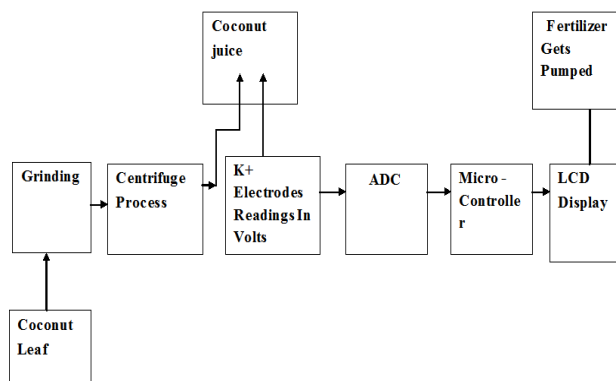 Coconut
juice
Fertilizer
Gets
Pumped
Grinding
Centrifuge
Process
K+
Electrodes
Readings In
Volts
ADC
Micro -
Controlle
r
LCD
Display
Coconut
Leaf